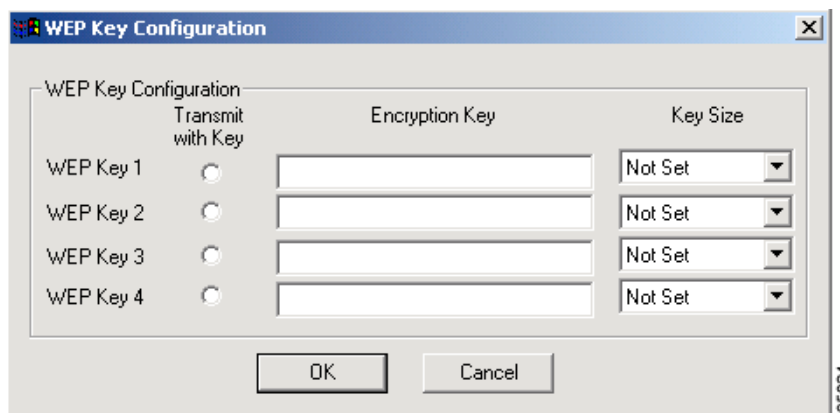 WEP Key Configuration
WEP Key Configuration
Transmit with Key Encryption Key Key Size
WEP Key 1 Not Set
WEP Key 2 Not Set
WEP Key 3 Not Set
WEP Key 4 Not Set
OK Cancel